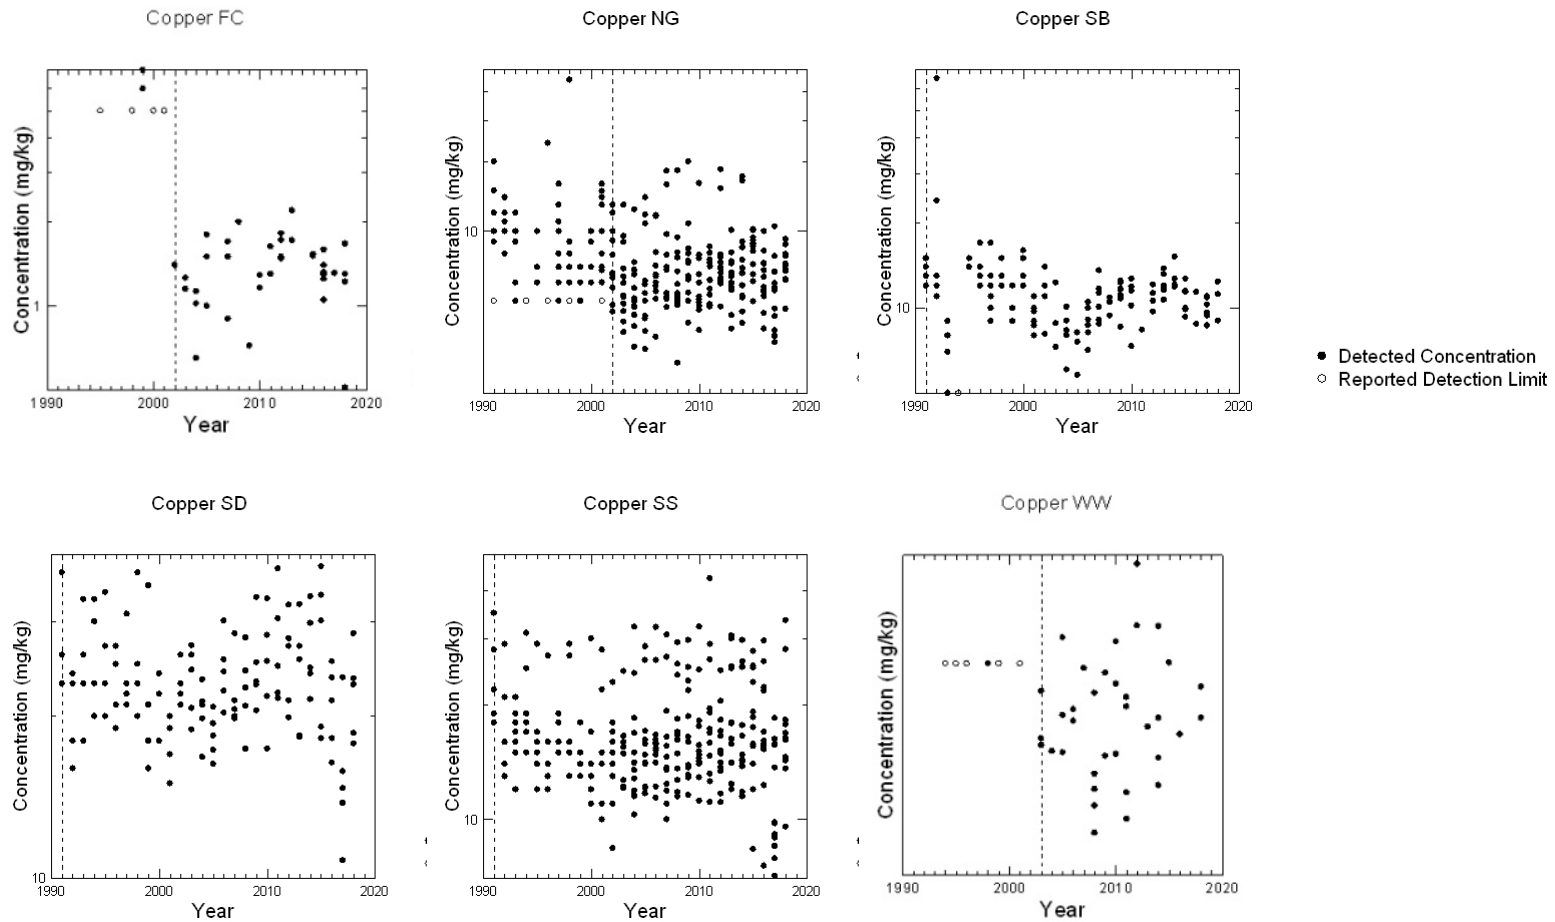 Copper FC
Copper NG
Copper SB
Concentration (mg/kg)
1
1990
2000
2010
2020
Year
Concentration (mg/kg)
10
1990
2000
2010
2020
Year
Concentration (mg/kg)
10
1990
2000
2010
2020
Year
Detected Concentration
Reported Detection Limit
Copper SD
Copper SS
Copper WW
Concentration (mg/kg)
10
1990
2000
2010
2020
Year
Concentration (mg/kg)
10
1990
2000
2010
2020
Year
Concentration (mg/kg)
1990
2000
2010
2020
Year